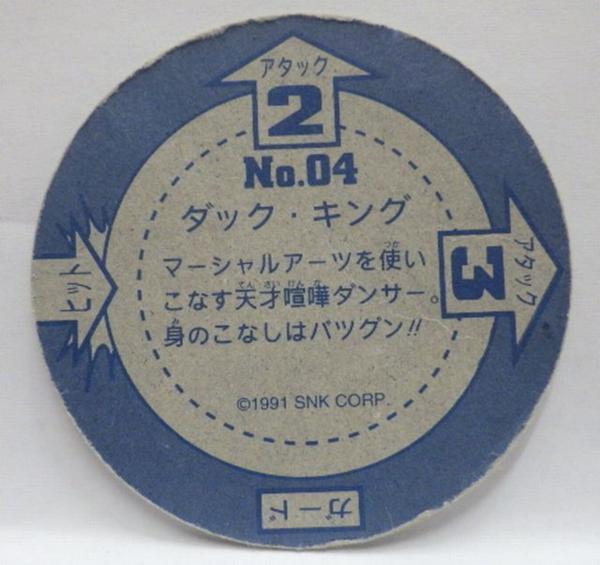 アタック
2
No.04
ダック・キング
マーシャルアーツを使い
こなす天才喧嘩ダンサー。
身のこなしはバツグン!!
©1991 SNK CORP.
アタック
3
ヒット
ガード